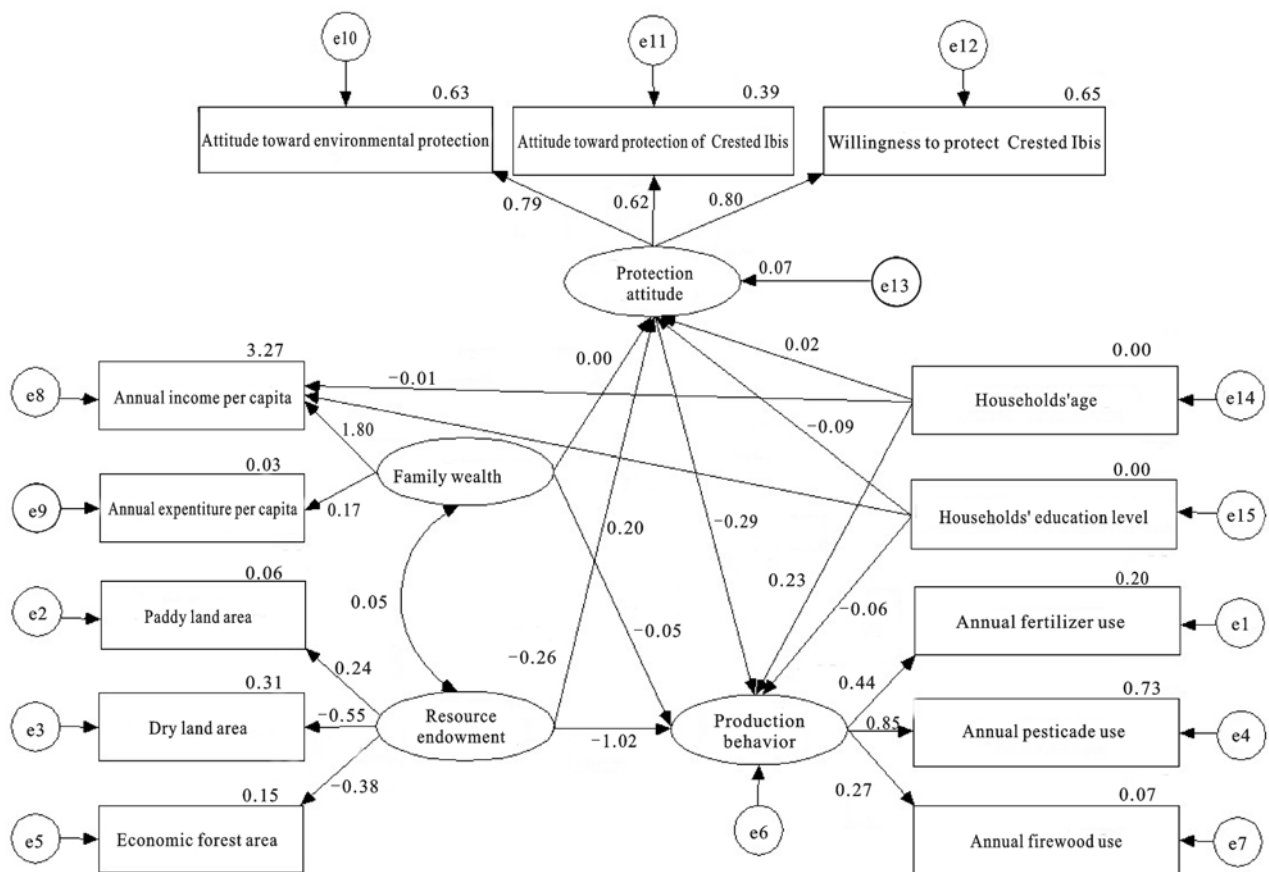 e10
e11
e12
0.63
0.39
0.65
Attitude toward environmental protection
Attitude toward protection of Crested Ibis
Willingness to protect Crested Ibis
0.79
0.62
0.80
Protection
attitude
0.07
e13
3.27
0.00
0.02
0.00
e8
Annual income per capita
−0.01
Households'age
e14
1.80
−0.09
0.03
Family wealth
0.00
e9
Annual expentiture per capita
0.17
−0.29
Households' education level
e15
0.20
0.06
0.23
0.20
e2
Paddy land area
0.05
−0.05
−0.06
Annual fertilizer use
e1
0.24
−0.26
0.44
0.31
0.73
e3
Dry land area
−0.55
Resource
endowment
−1.02
Production
behavior
0.85
Annual pesticade use
e4
−0.38
0.27
0.15
0.07
e5
Economic forest area
e6
Annual firewood use
e7